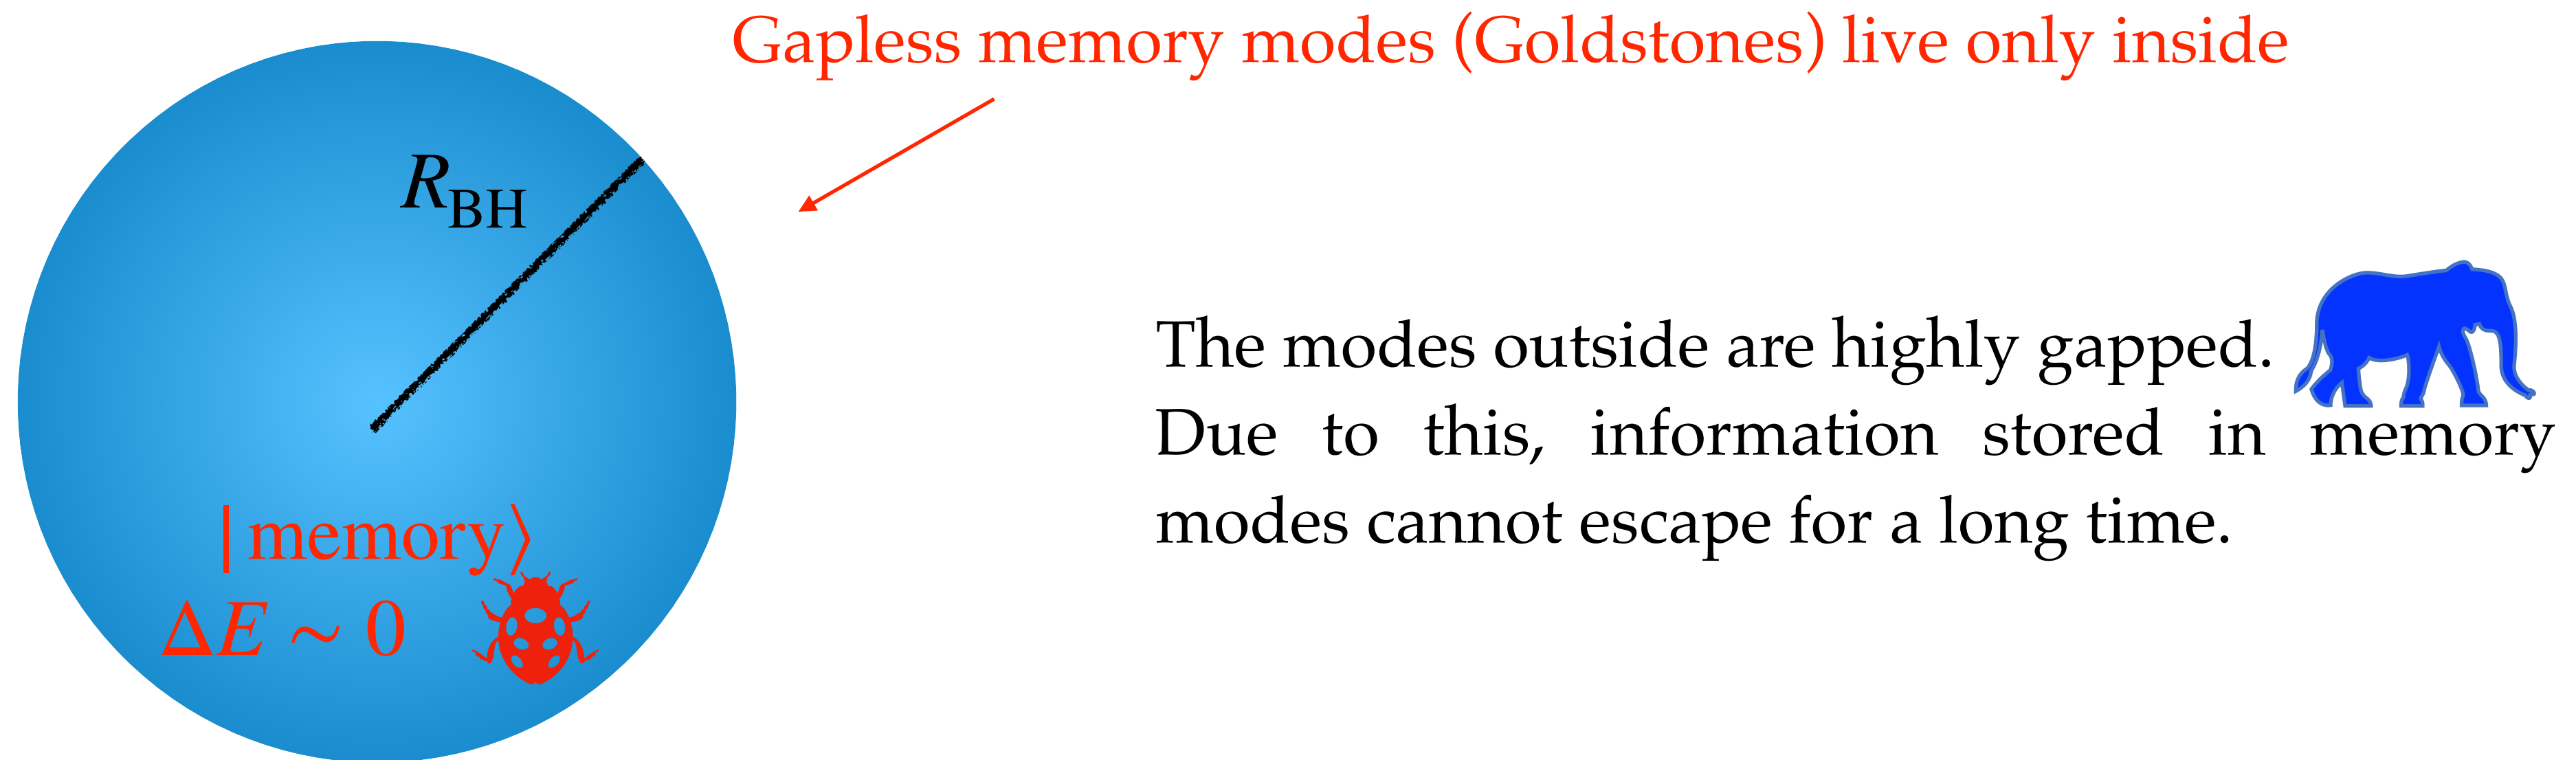 Gapless memory modes (Goldstones) live only inside
R_BH
The modes outside are highly gapped.
Due to this, information stored in memory
modes cannot escape for a long time.
|memory⟩
ΔE ∼ 0